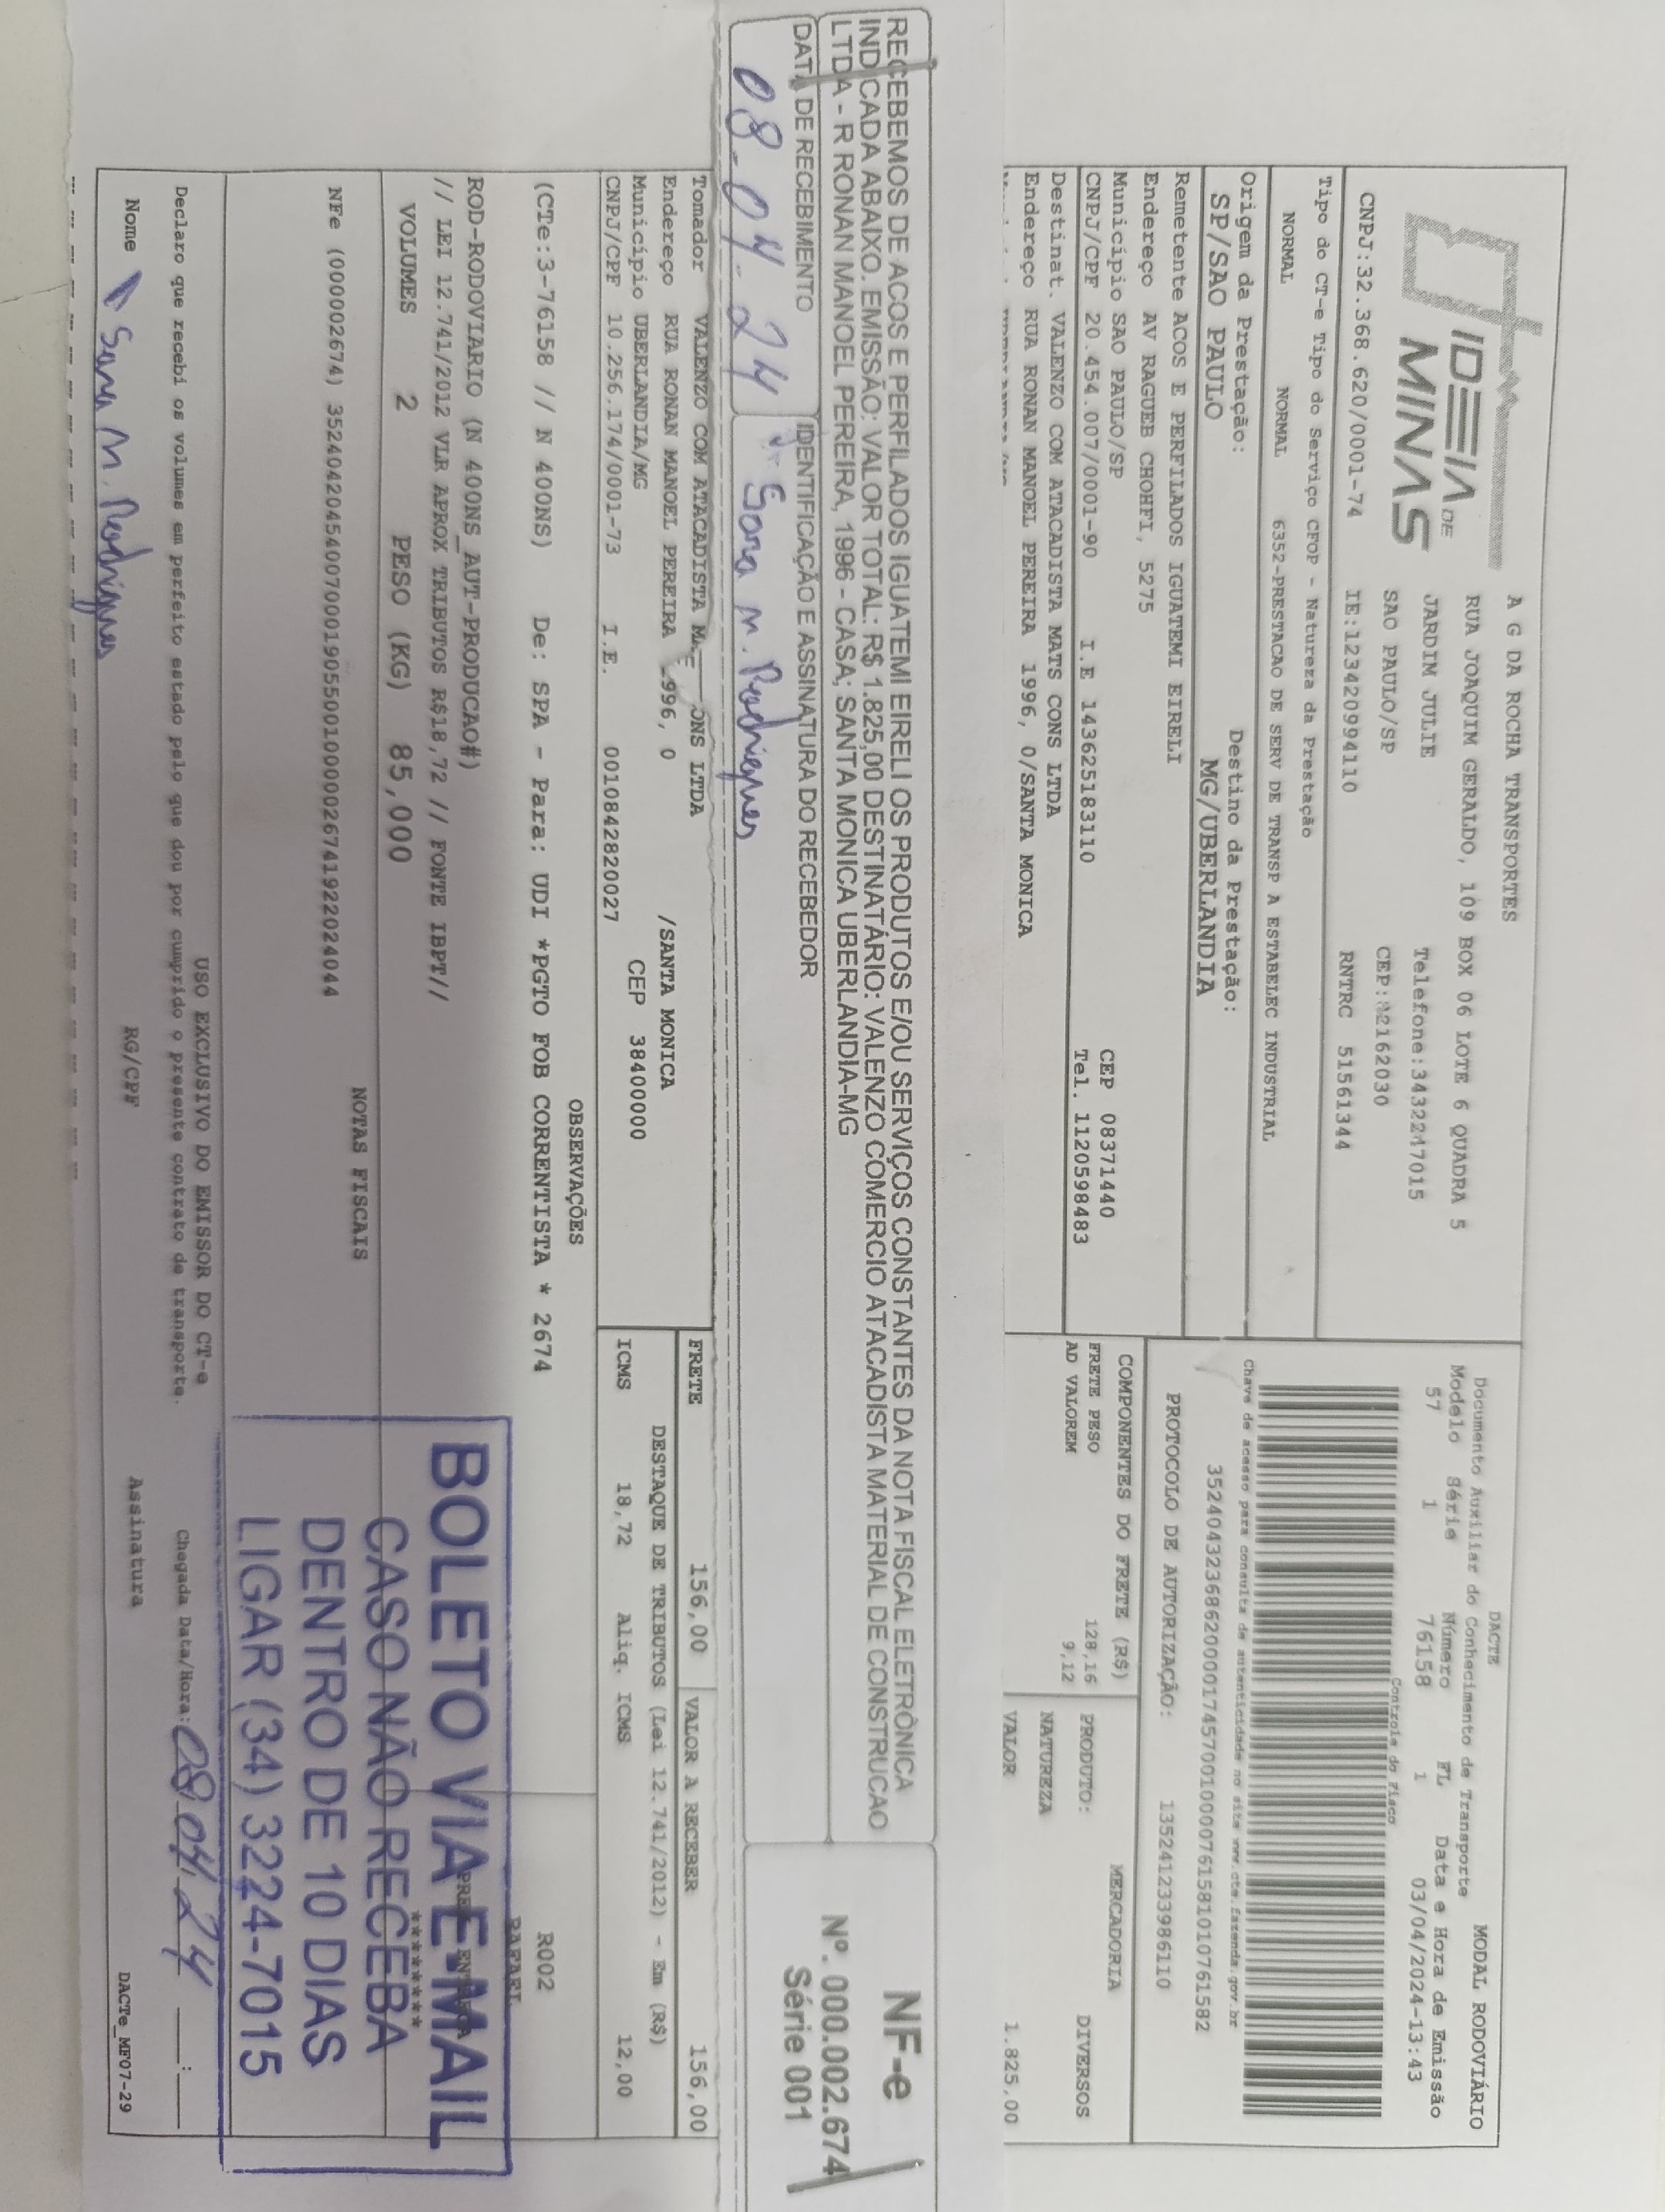 IDEIA DE
MINAS
A G DA ROCHA TRANSPORTES
RUA JOAQUIM GERALDO, 109 BOX 06 LOTE 6 QUADRA 5
JARDIM JULIE Telefone:3432247015
SAO PAULO/SP CEP: 2162030
CNPJ:32.368.620/0001-74 IE:123420994110 RNTRC 51561344
DACTE
Documento Auxiliar do Conhecimento de Transporte
MODAL RODOVIÁRIO
Modelo Série Número FL Data e Hora de Emissão
57 1 76158 1 03/04/2024-13:43
Controle do Fisco
Tipo do CT-e Tipo do Serviço CFOP - Natureza da Prestação
NORMAL NORMAL 6352-PRESTACAO DE SERV DE TRANSP A ESTABELEC INDUSTRIAL
Chave de acesso para consulta de autenticidade no site www.cte.fazenda.gov.br
35240432368620000174570010000761581010761582
Origem da Prestação: Destino da Prestação:
SP/SAO PAULO MG/UBERLANDIA
PROTOCOLO DE AUTORIZAÇÃO: 135241233986110
Remetente ACOS E PERFILADOS IGUATEMI EIRELI
Endereço AV RAGUEB CHOHFI, 5275
Município SAO PAULO/SP CEP 08371440
CNPJ/CPF 20.454.007/0001-90 I.E 143625183110 Tel. 1120598483
COMPONENTES DO FRETE (R$)
FRETE PESO 128,16
AD VALOREM 9,12
MERCADORIA
PRODUTO: DIVERSOS
NATUREZA
VALOR 1.825,00
Destinat. VALENZO COM ATACADISTA MATS CONS LTDA
Endereço RUA RONAN MANOEL PEREIRA 1996, 0/SANTA MONICA
RECEBEMOS DE ACOS E PERFILADOS IGUATEMI EIRELI OS PRODUTOS E/OU SERVIÇOS CONSTANTES DA NOTA FISCAL ELETRÔNICA
INDICADA ABAIXO. EMISSÃO: VALOR TOTAL: R$ 1.825,00 DESTINATÁRIO: VALENZO COMERCIO ATACADISTA MATERIAL DE CONSTRUCAO
LTDA - R RONAN MANOEL PEREIRA, 1996 - CASA; SANTA MONICA UBERLANDIA-MG
DATA DE RECEBIMENTO IDENTIFICAÇÃO E ASSINATURA DO RECEBEDOR
08.04.24 Sara M. Rodrigues
NF-e
Nº. 000.002.674
Série 001
Tomador VALENZO COM ATACADISTA ONS LTDA
Endereço RUA RONAN MANOEL PEREIRA 996, 0 /SANTA MONICA
Município UBERLANDIA/MG CEP 38400000
CNPJ/CPF 10.256.174/0001-73 I.E. 0010842820027
FRETE 156,00 VALOR A RECEBER 156,00
DESTAQUE DE TRIBUTOS (Lei 12.741/2012) - Em (R$)
ICMS 18,72 Aliq. ICMS 12,00
OBSERVAÇÕES
(CTe:3-76158 // N 400NS) De: SPA - Para: UDI *PGTO FOB CORRENTISTA * 2674
R002
RAFAEL
ROD-RODOVIARIO (N 400NS_AUT-PRODUCAO#)
// LEI 12.741/2012 VLR APROX TRIBUTOS R$18,72 // FONTE IBPT//
VOLUMES 2 PESO (KG) 85,000
********
NOTAS FISCAIS
NFe (000002674) 35240420454007000190550010000026741922024044
BOLETO VIA E-MAIL
CASO NÃO RECEBA
DENTRO DE 10 DIAS
LIGAR (34) 3224-7015
USO EXCLUSIVO DO EMISSOR DO CT-e
Declaro que recebi os volumes em perfeito estado pelo que dou por cumprido o presente contrato de transporte. Chegada Data/Hora: 08/04/24 __:__
Nome Sara M. Rodrigues RG/CPF Assinatura DACTe_MF07-29